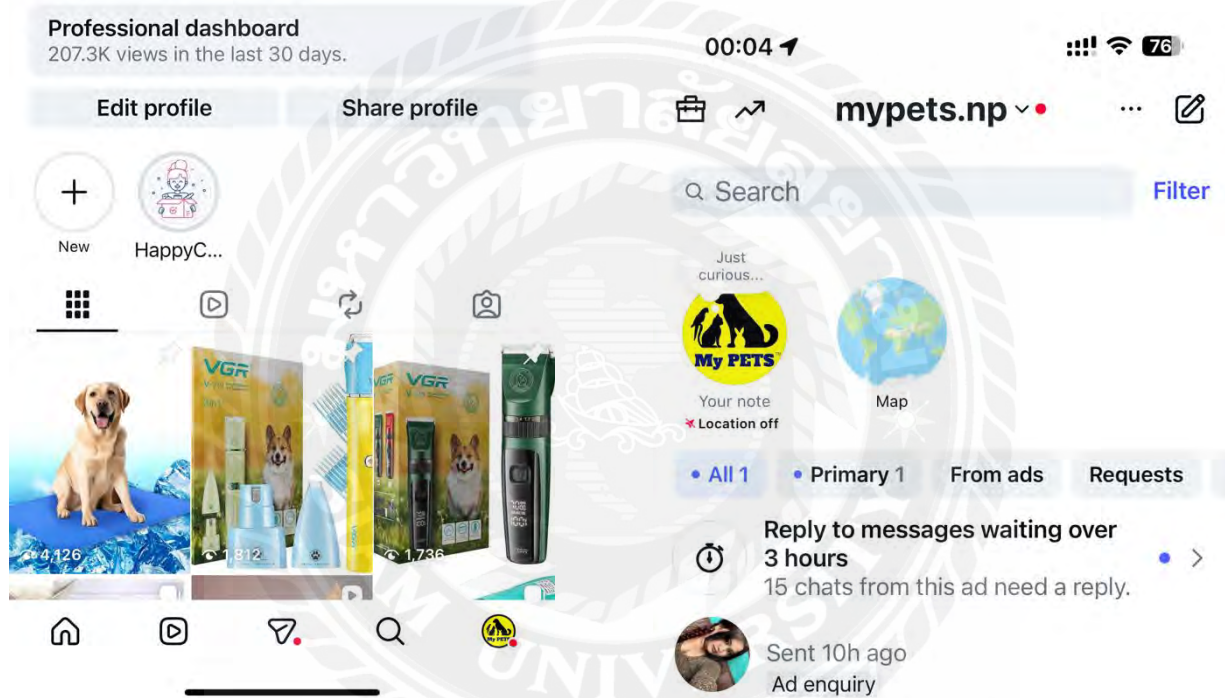 Professional dashboard
207.3K views in the last 30 days.
Edit profile
Share profile
New
HappyC...
VGR
VGR
VGR
4,126
1,812
1,736
My PETS
00:04
76
mypets.np
...
Search
Filter
Just
curious...
My PETS
Your note
Location off
Map
All 1
Primary 1
From ads
Requests
Reply to messages waiting over
3 hours
15 chats from this ad need a reply.
Sent 10h ago
Ad enquiry